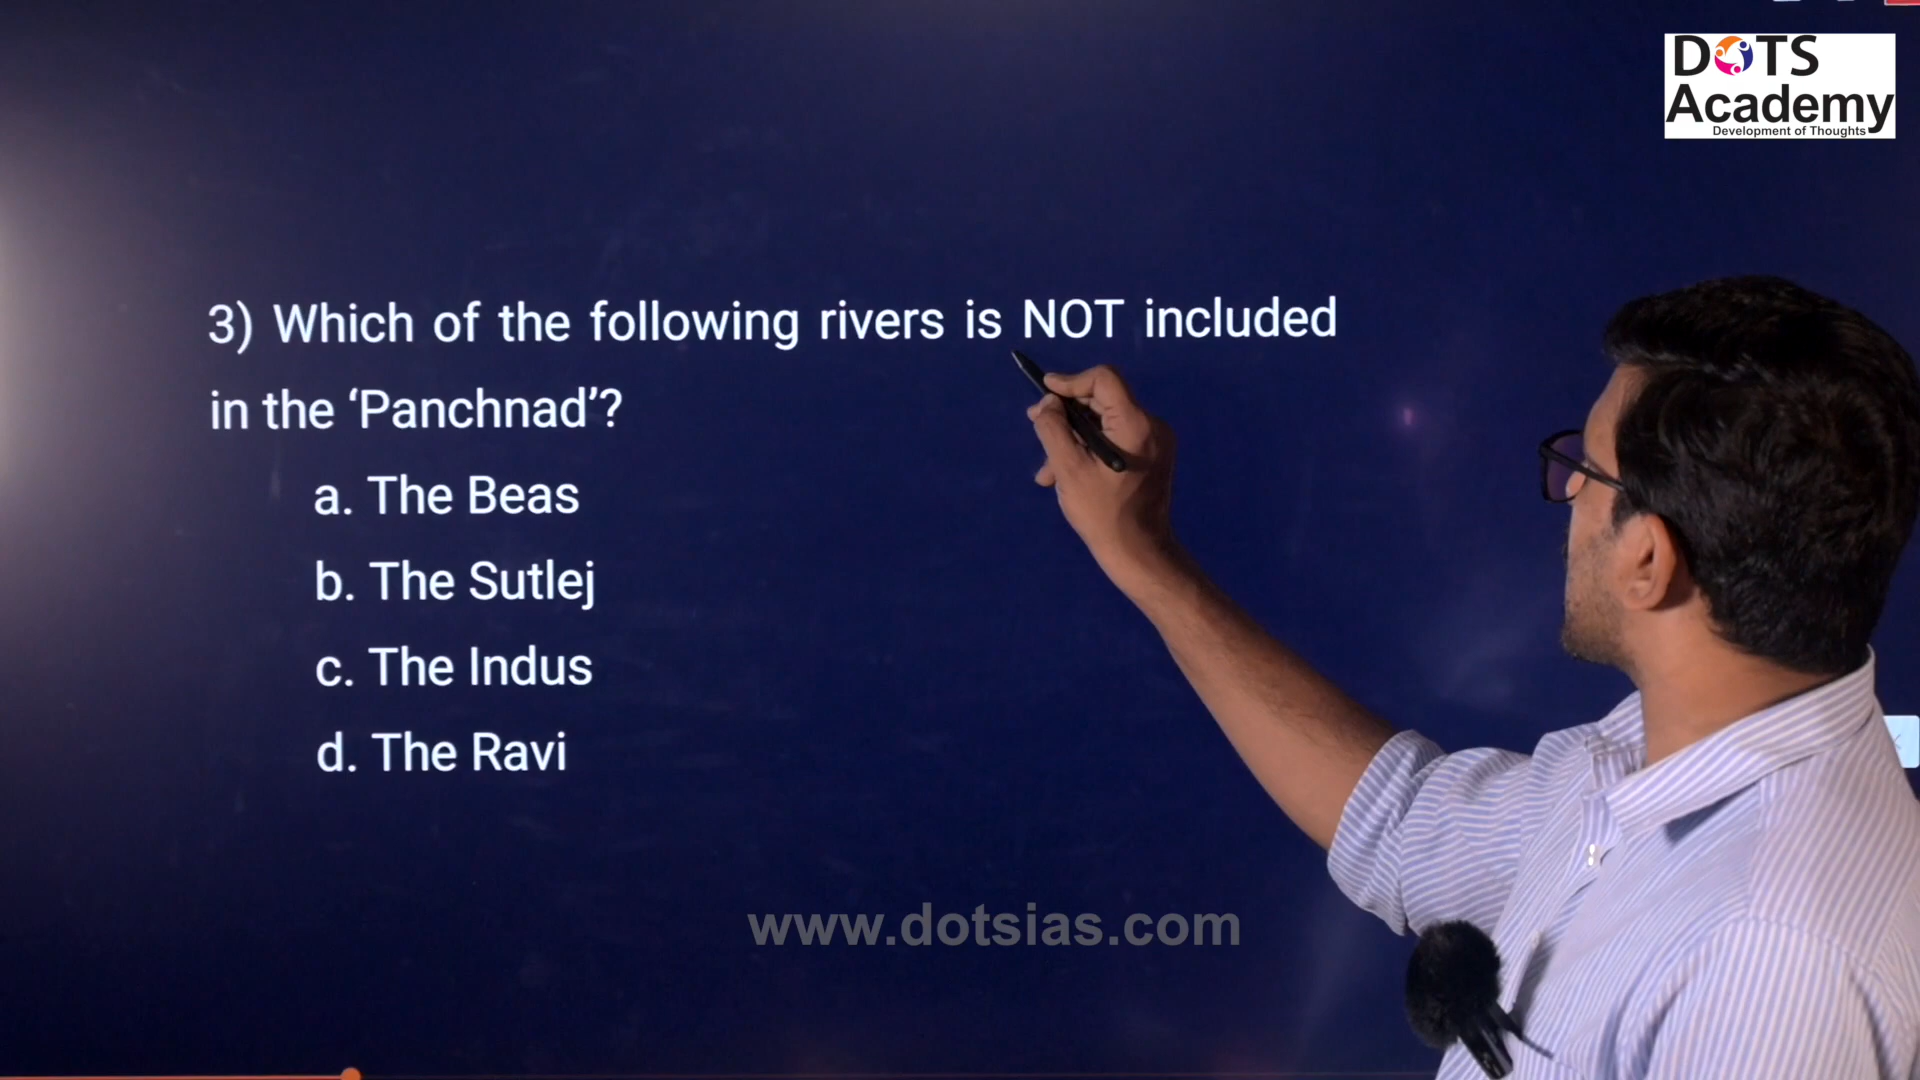 DOTS
Academy
Development of Thoughts
3) Which of the following rivers is NOT included
in the ‘Panchnad’?
a. The Beas
b. The Sutlej
c. The Indus
d. The Ravi
www.dotsias.com